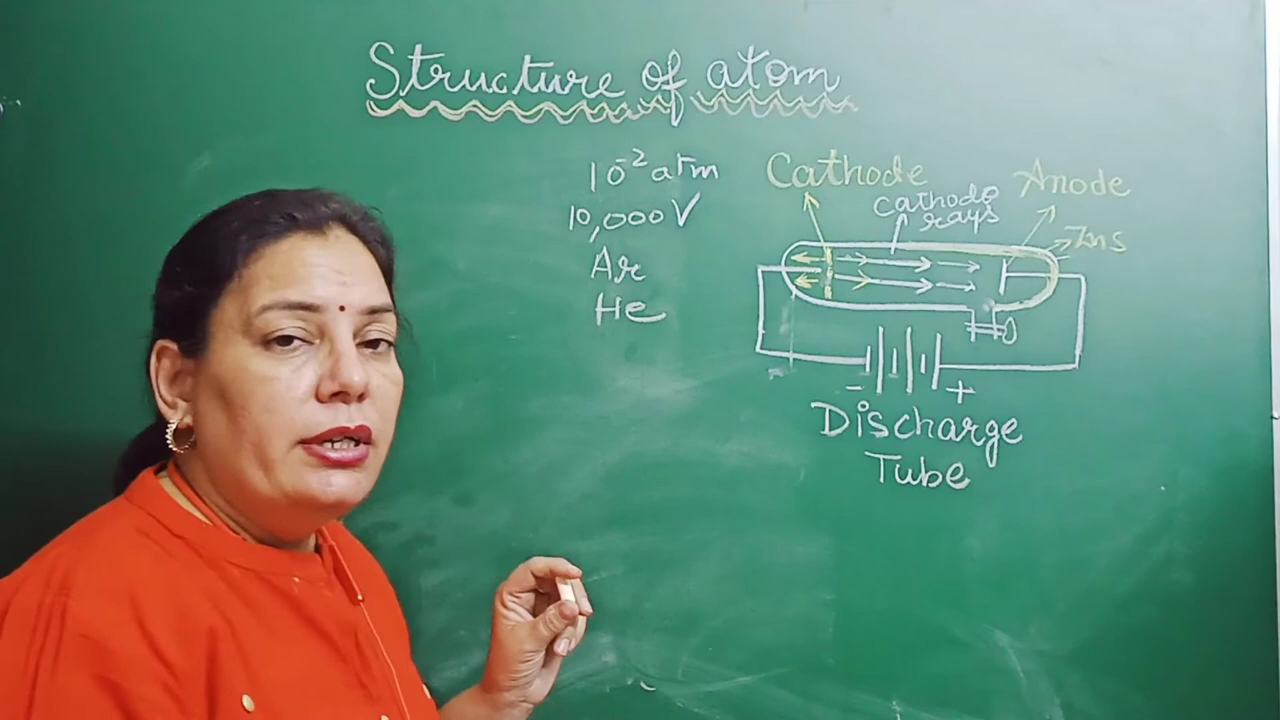 Structure of atom
10⁻² atm
10,000 V
Ar
He
Cathode
Anode
cathode
rays
ZnS
- +
Discharge
Tube